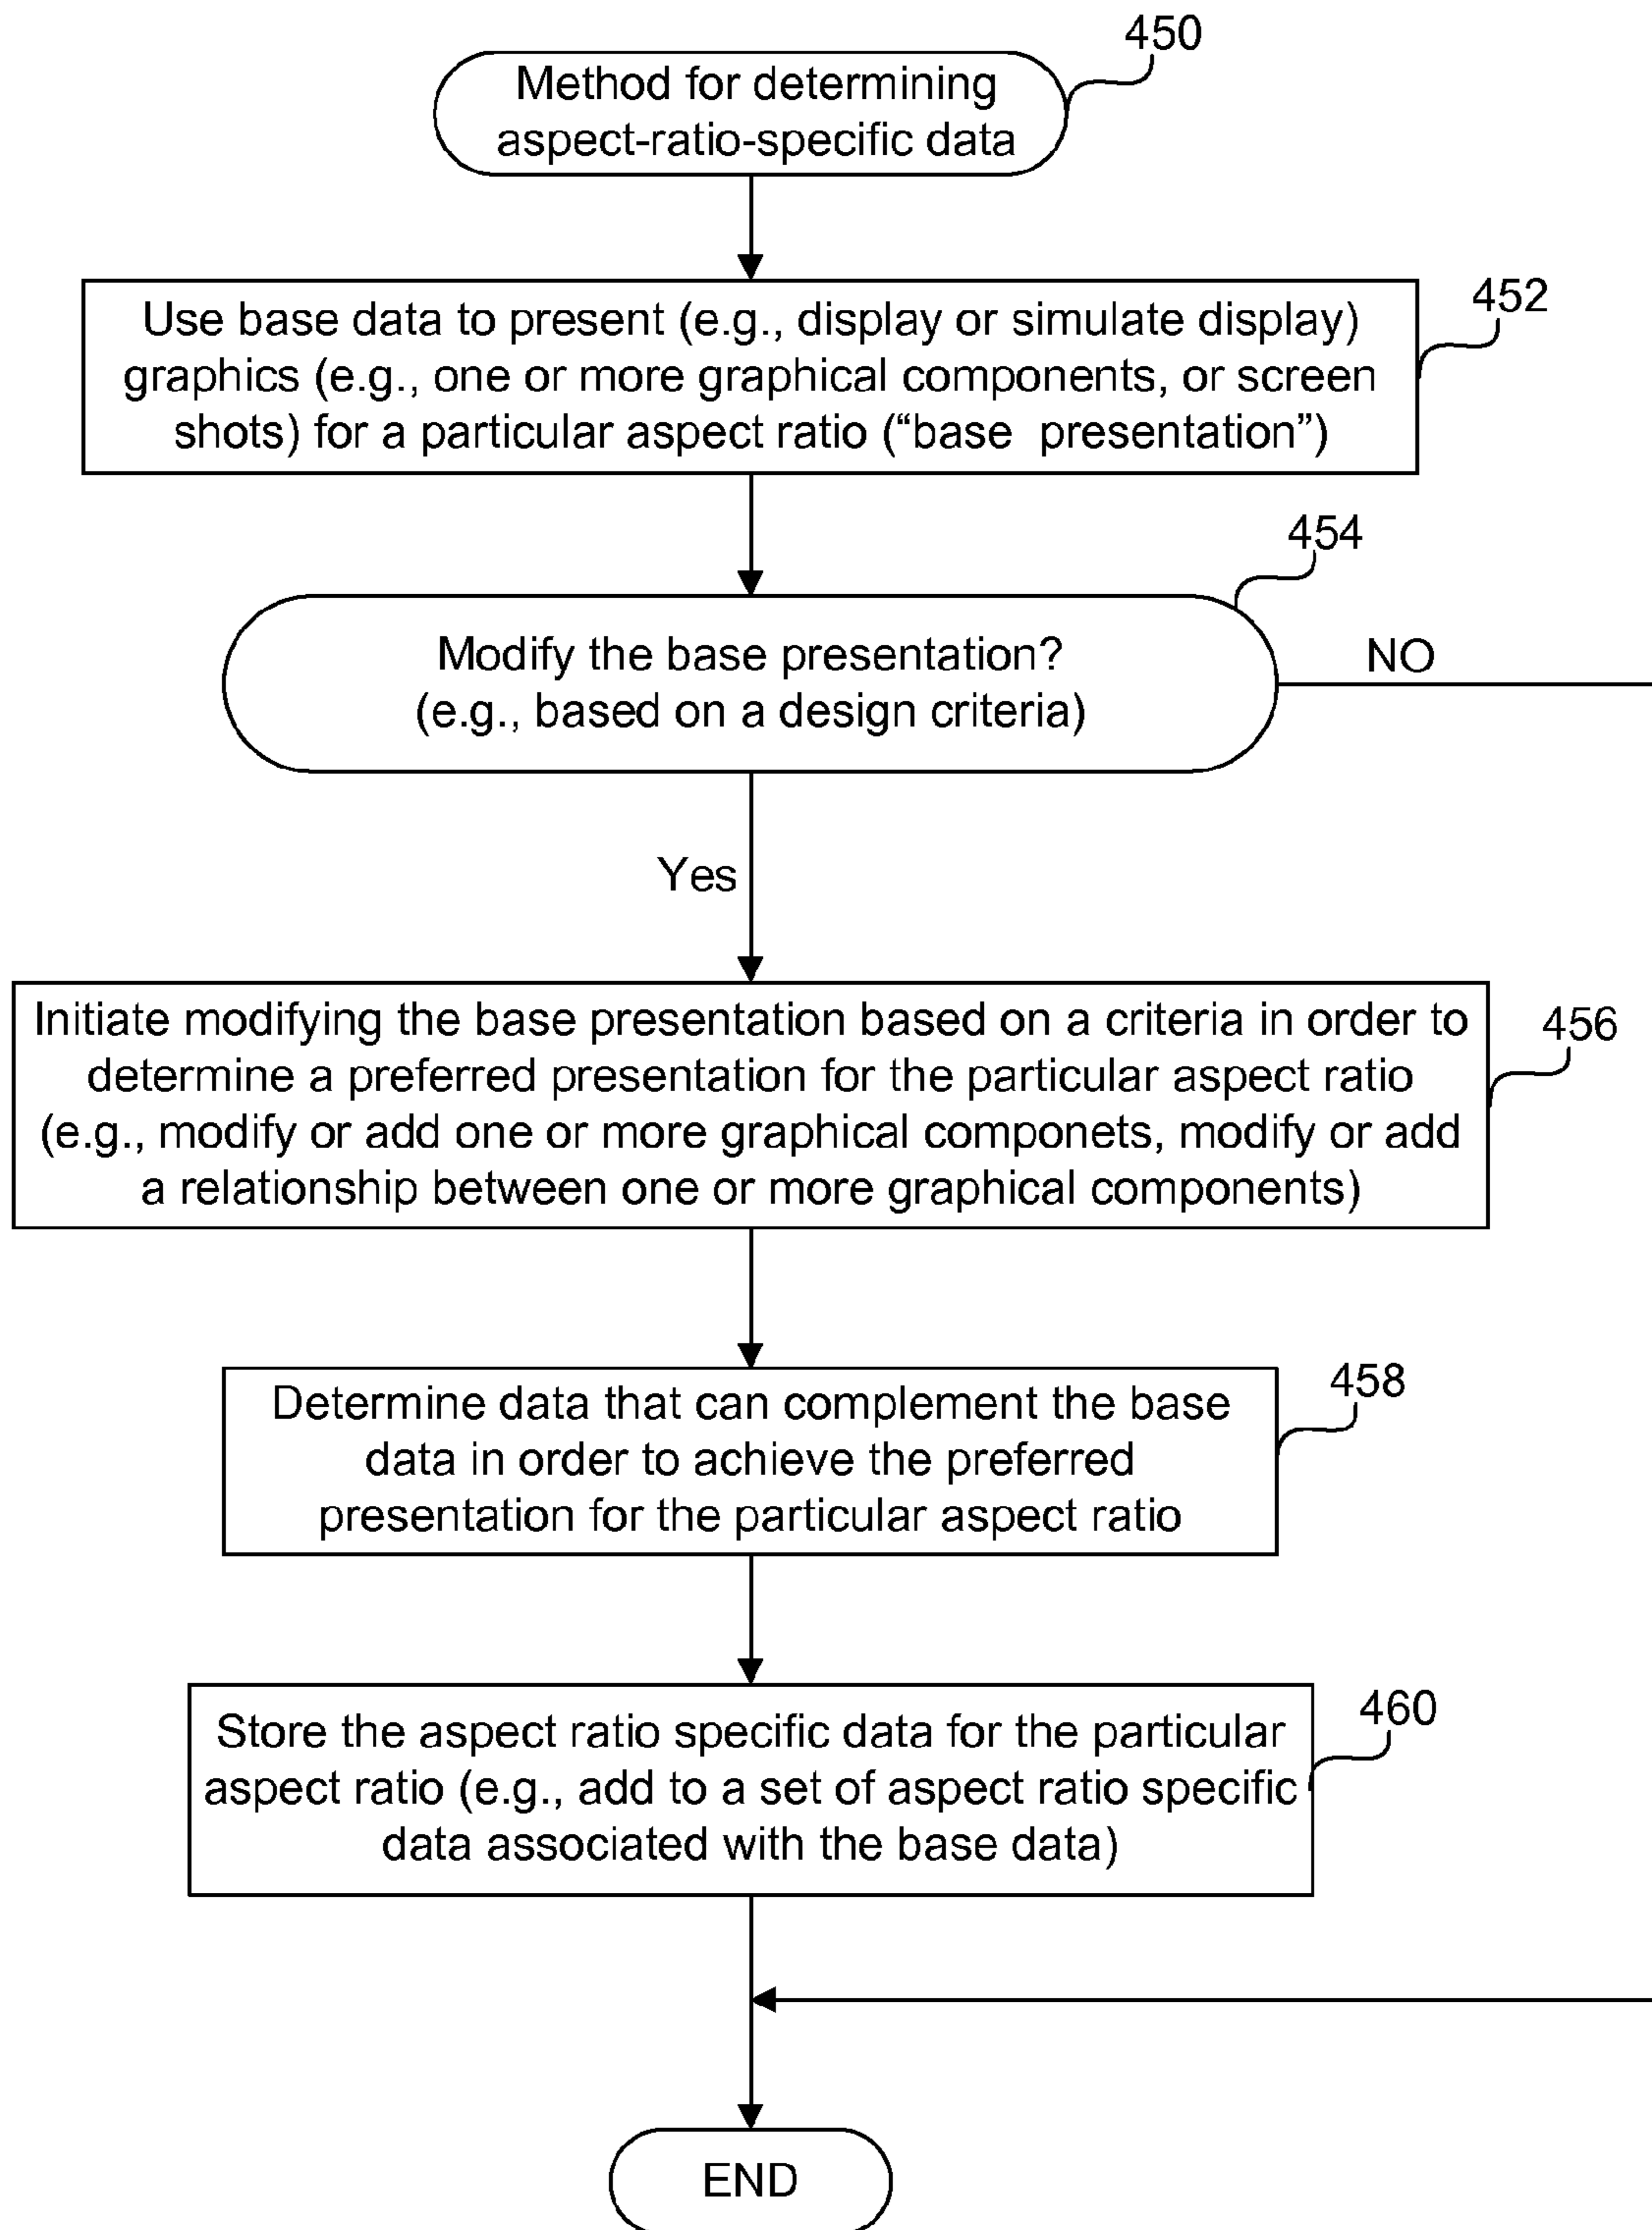 450
Method for determining
aspect-ratio-specific data
452
Use base data to present (e.g., display or simulate display)
graphics (e.g., one or more graphical components, or screen
shots) for a particular aspect ratio (“base presentation”)
454
Modify the base presentation?
(e.g., based on a design criteria)
NO
Yes
456
Initiate modifying the base presentation based on a criteria in order to
determine a preferred presentation for the particular aspect ratio
(e.g., modify or add one or more graphical componets, modify or add
a relationship between one or more graphical components)
458
Determine data that can complement the base
data in order to achieve the preferred
presentation for the particular aspect ratio
460
Store the aspect ratio specific data for the particular
aspect ratio (e.g., add to a set of aspect ratio specific
data associated with the base data)
END